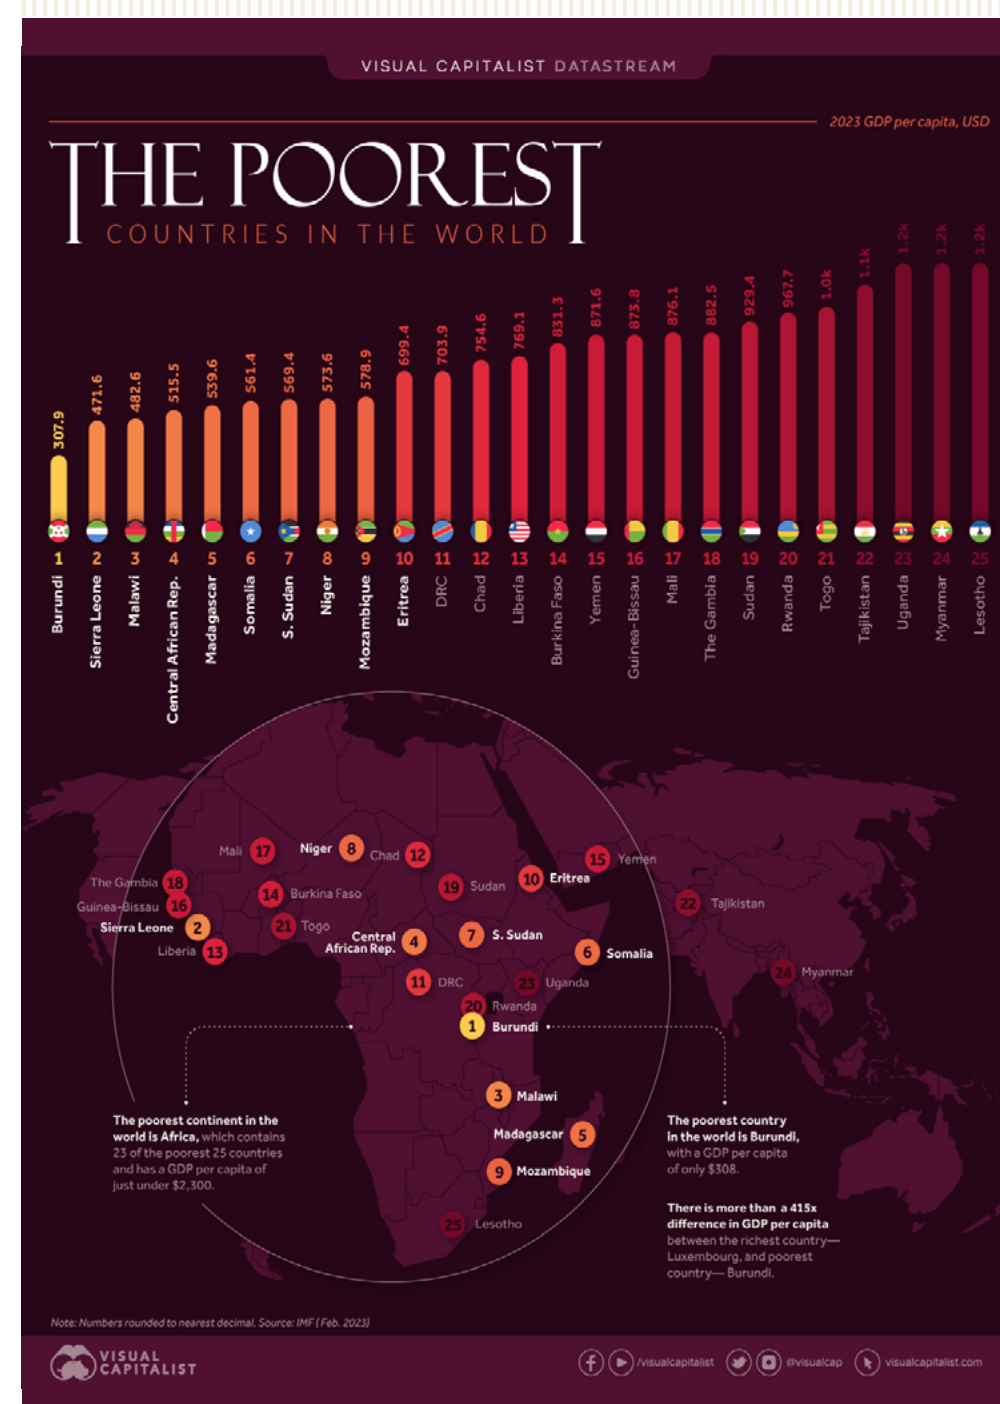 VISUAL CAPITALIST DATASTREAM
2023 GDP per capita, USD
THE POOREST
COUNTRIES IN THE WORLD
307.9
471.6
482.6
515.5
539.6
561.4
569.4
573.6
578.9
699.4
703.9
754.6
769.1
831.3
871.6
873.8
876.1
882.5
929.4
967.7
1.0k
1.1k
1.2k
1.2k
1.2k
1 2 3 4 5 6 7 8 9 10 11 12 13 14 15 16 17 18 19 20 21 22 23 24 25
Burundi
Sierra Leone
Malawi
Central African Rep.
Madagascar
Somalia
S. Sudan
Niger
Mozambique
Eritrea
DRC
Chad
Liberia
Burkina Faso
Yemen
Guinea-Bissau
Mali
The Gambia
Sudan
Rwanda
Togo
Tajikistan
Uganda
Myanmar
Lesotho
Mali 17
Niger 8
Chad 12
15 Yemen
The Gambia 18
14 Burkina Faso
19 Sudan
10 Eritrea
Guinea-Bissau 16
22 Tajikistan
Sierra Leone 2
21 Togo
Central
African Rep. 4
7 S. Sudan
Liberia 13
6 Somalia
24 Myanmar
11 DRC
23 Uganda
20 Rwanda
1 Burundi
3 Malawi
Madagascar 5
9 Mozambique
25 Lesotho
The poorest continent in the
world is Africa, which contains
23 of the poorest 25 countries
and has a GDP per capita of
just under $2,300.
The poorest country
in the world is Burundi,
with a GDP per capita
of only $308.
There is more than a 415x
difference in GDP per capita
between the richest country—
Luxembourg, and poorest
country— Burundi.
Note: Numbers rounded to nearest decimal. Source: IMF ( Feb. 2023)
VISUAL
CAPITALIST
/visualcapitalist
@visualcap
visualcapitalist.com